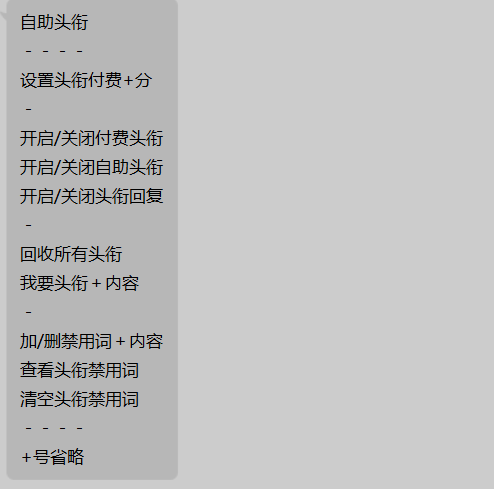 自助头衔
- - - -
设置头衔付费+分
-
开启/关闭付费头衔
开启/关闭自助头衔
开启/关闭头衔回复
-
回收所有头衔
我要头衔+内容
-
加/删禁用词+内容
查看头衔禁用词
清空头衔禁用词
- - - -
+号省略